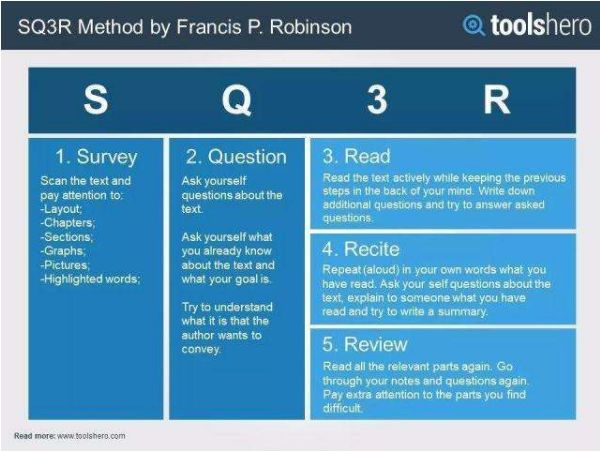 SQ3R Method by Francis P. Robinson
toolshero
S Q 3 R
1. Survey
Scan the text and
pay attention to:
-Layout;
-Chapters;
-Sections;
-Graphs;
-Pictures;
-Highlighted words;
2. Question
Ask yourself
questions about the
text.
Ask yourself what
you already know
about the text and
what your goal is.
Try to understand
what it is that the
author wants to
convey.
3. Read
Read the text actively while keeping the previous
steps in the back of your mind. Write down
additional questions and try to answer asked
questions.
4. Recite
Repeat (aloud) in your own words what you
have read. Ask your self questions about the
text, explain to someone what you have
read and try to write a summary.
5. Review
Read all the relevant parts again. Go
through your notes and questions again.
Pay extra attention to the parts you find
difficult.
Read more: www.toolshero.com